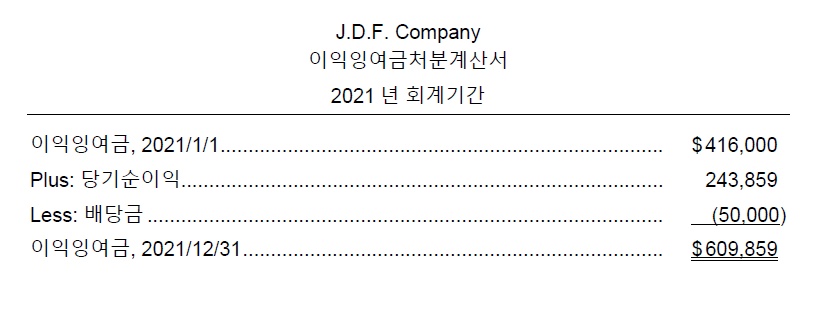 J.D.F. Company
이익잉여금처분계산서
2021 년 회계기간
이익잉여금, 2021/1/1.................................................................................. $416,000
Plus: 당기순이익......................................................................................... 243,859
Less: 배당금 .............................................................................................. (50,000)
이익잉여금, 2021/12/31.............................................................................. $609,859